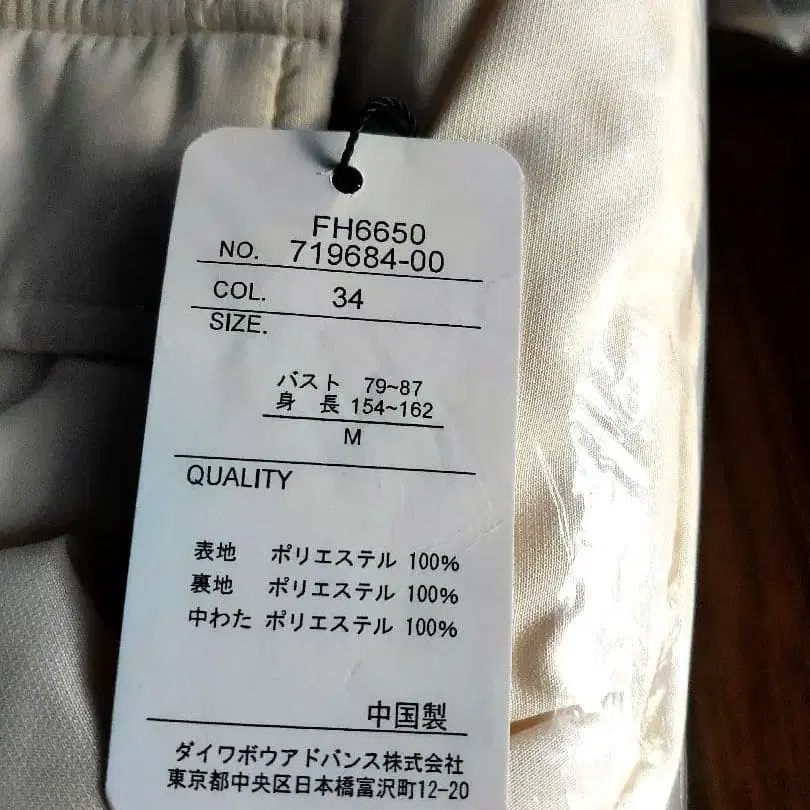 FH6650
NO. 719684-00
COL. 34
SIZE.
バスト 79~87
身 長 154~162
M
QUALITY
表地 ポリエステル 100%
裏地 ポリエステル 100%
中わた ポリエステル 100%
中国製
ダイワボウアドバンス株式会社
東京都中央区日本橋富沢町12-20